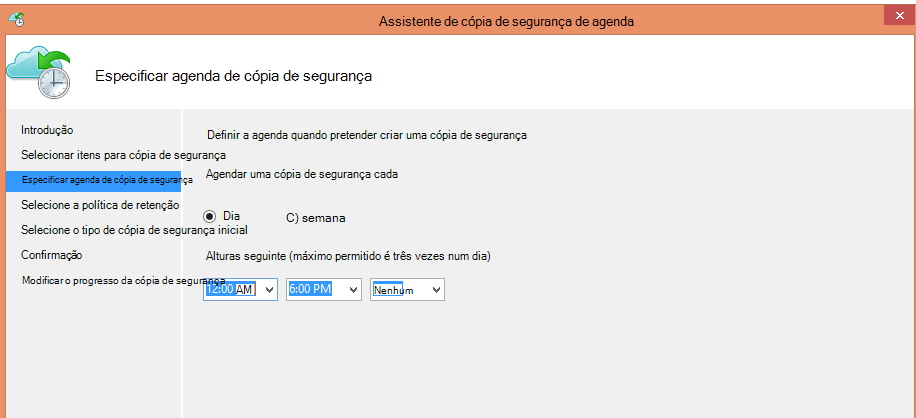 Assistente de cópia de segurança de agenda
Especificar agenda de cópia de segurança
Introdução
Selecionar itens para cópia de segurança
Especificar agenda de cópia de segurança
Selecione a política de retenção
Selecione o tipo de cópia de segurança inicial
Confirmação
Modificar o progresso da cópia de segurança
Definir a agenda quando pretender criar uma cópia de segurança
Agendar uma cópia de segurança cada
Dia C) semana
Alturas seguinte (máximo permitido é três vezes num dia)
12:00 AM 6:00 PM Nenhum